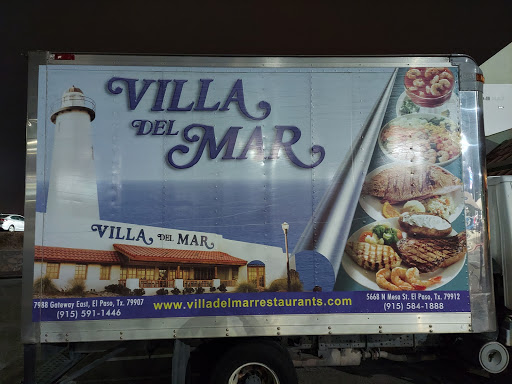 VILLA
DEL MAR
VILLA DEL MAR
7988 Gateway East, El Paso, Tx. 79907
(915) 591-1446
www.villadelmarrestaurants.com
5668 N Mesa St. El Paso, Tx. 79912
(915) 584-1888